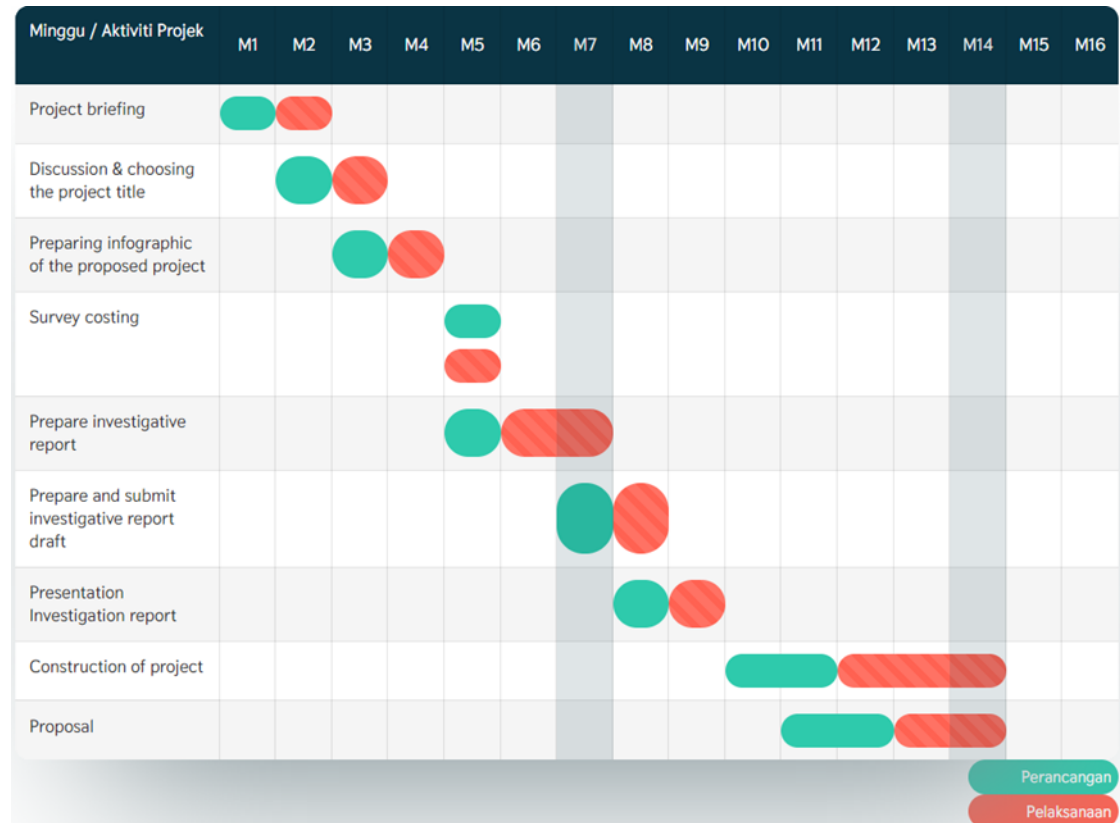 Minggu / Aktiviti Projek
M1 M2 M3 M4 M5 M6 M7 M8 M9 M10 M11 M12 M13 M14 M15 M16
Project briefing
Discussion & choosing
the project title
Preparing infographic
of the proposed project
Survey costing
Prepare investigative
report
Prepare and submit
investigative report
draft
Presentation
Investigation report
Construction of project
Proposal
Perancangan
Pelaksanaan